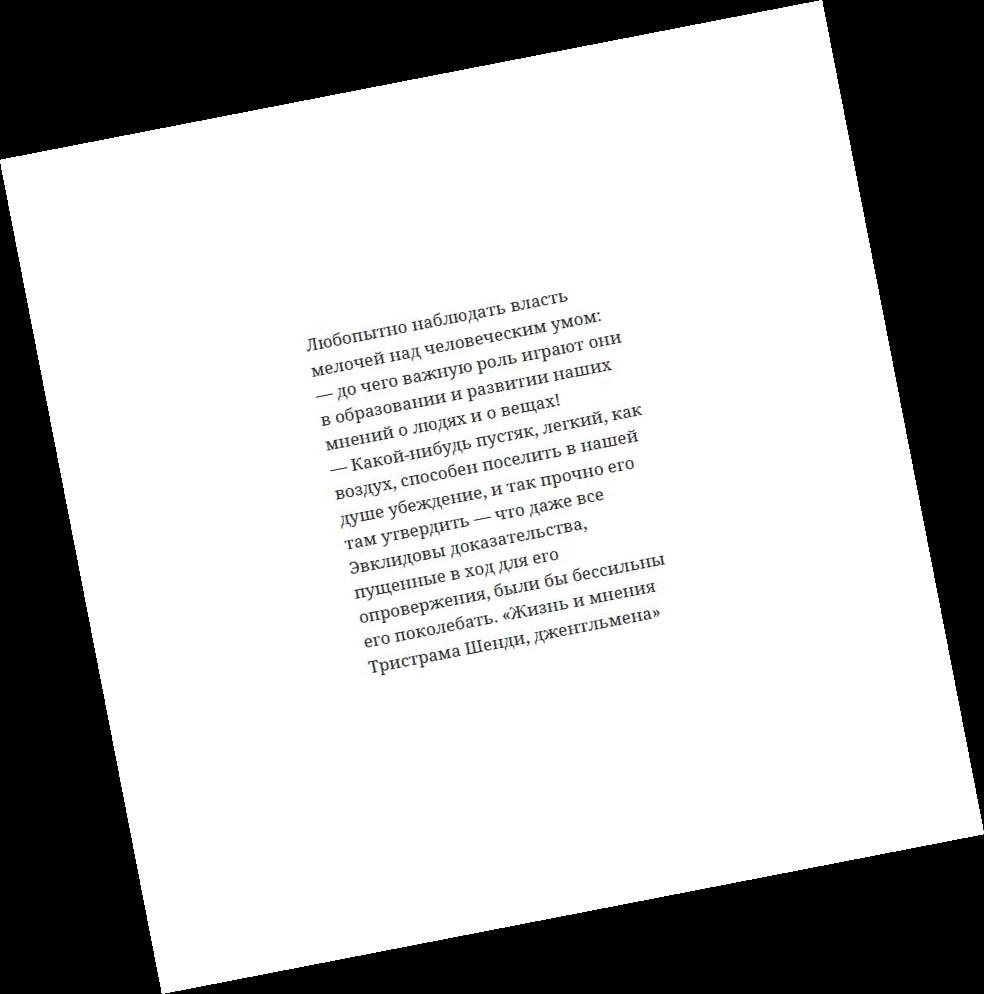 Любопытно наблюдать власть
мелочей над человеческим умом:
— до чего важную роль играют они
в образовании и развитии наших
мнений о людях и о вещах!
— Какой-нибудь пустяк, легкий, как
воздух, способен поселить в нашей
душе убеждение, и так прочно его
там утвердить — что даже все
Эвклидовы доказательства,
пущенные в ход для его
опровержения, были бы бессильны
его поколебать. «Жизнь и мнения
Тристрама Шенди, джентльмена»